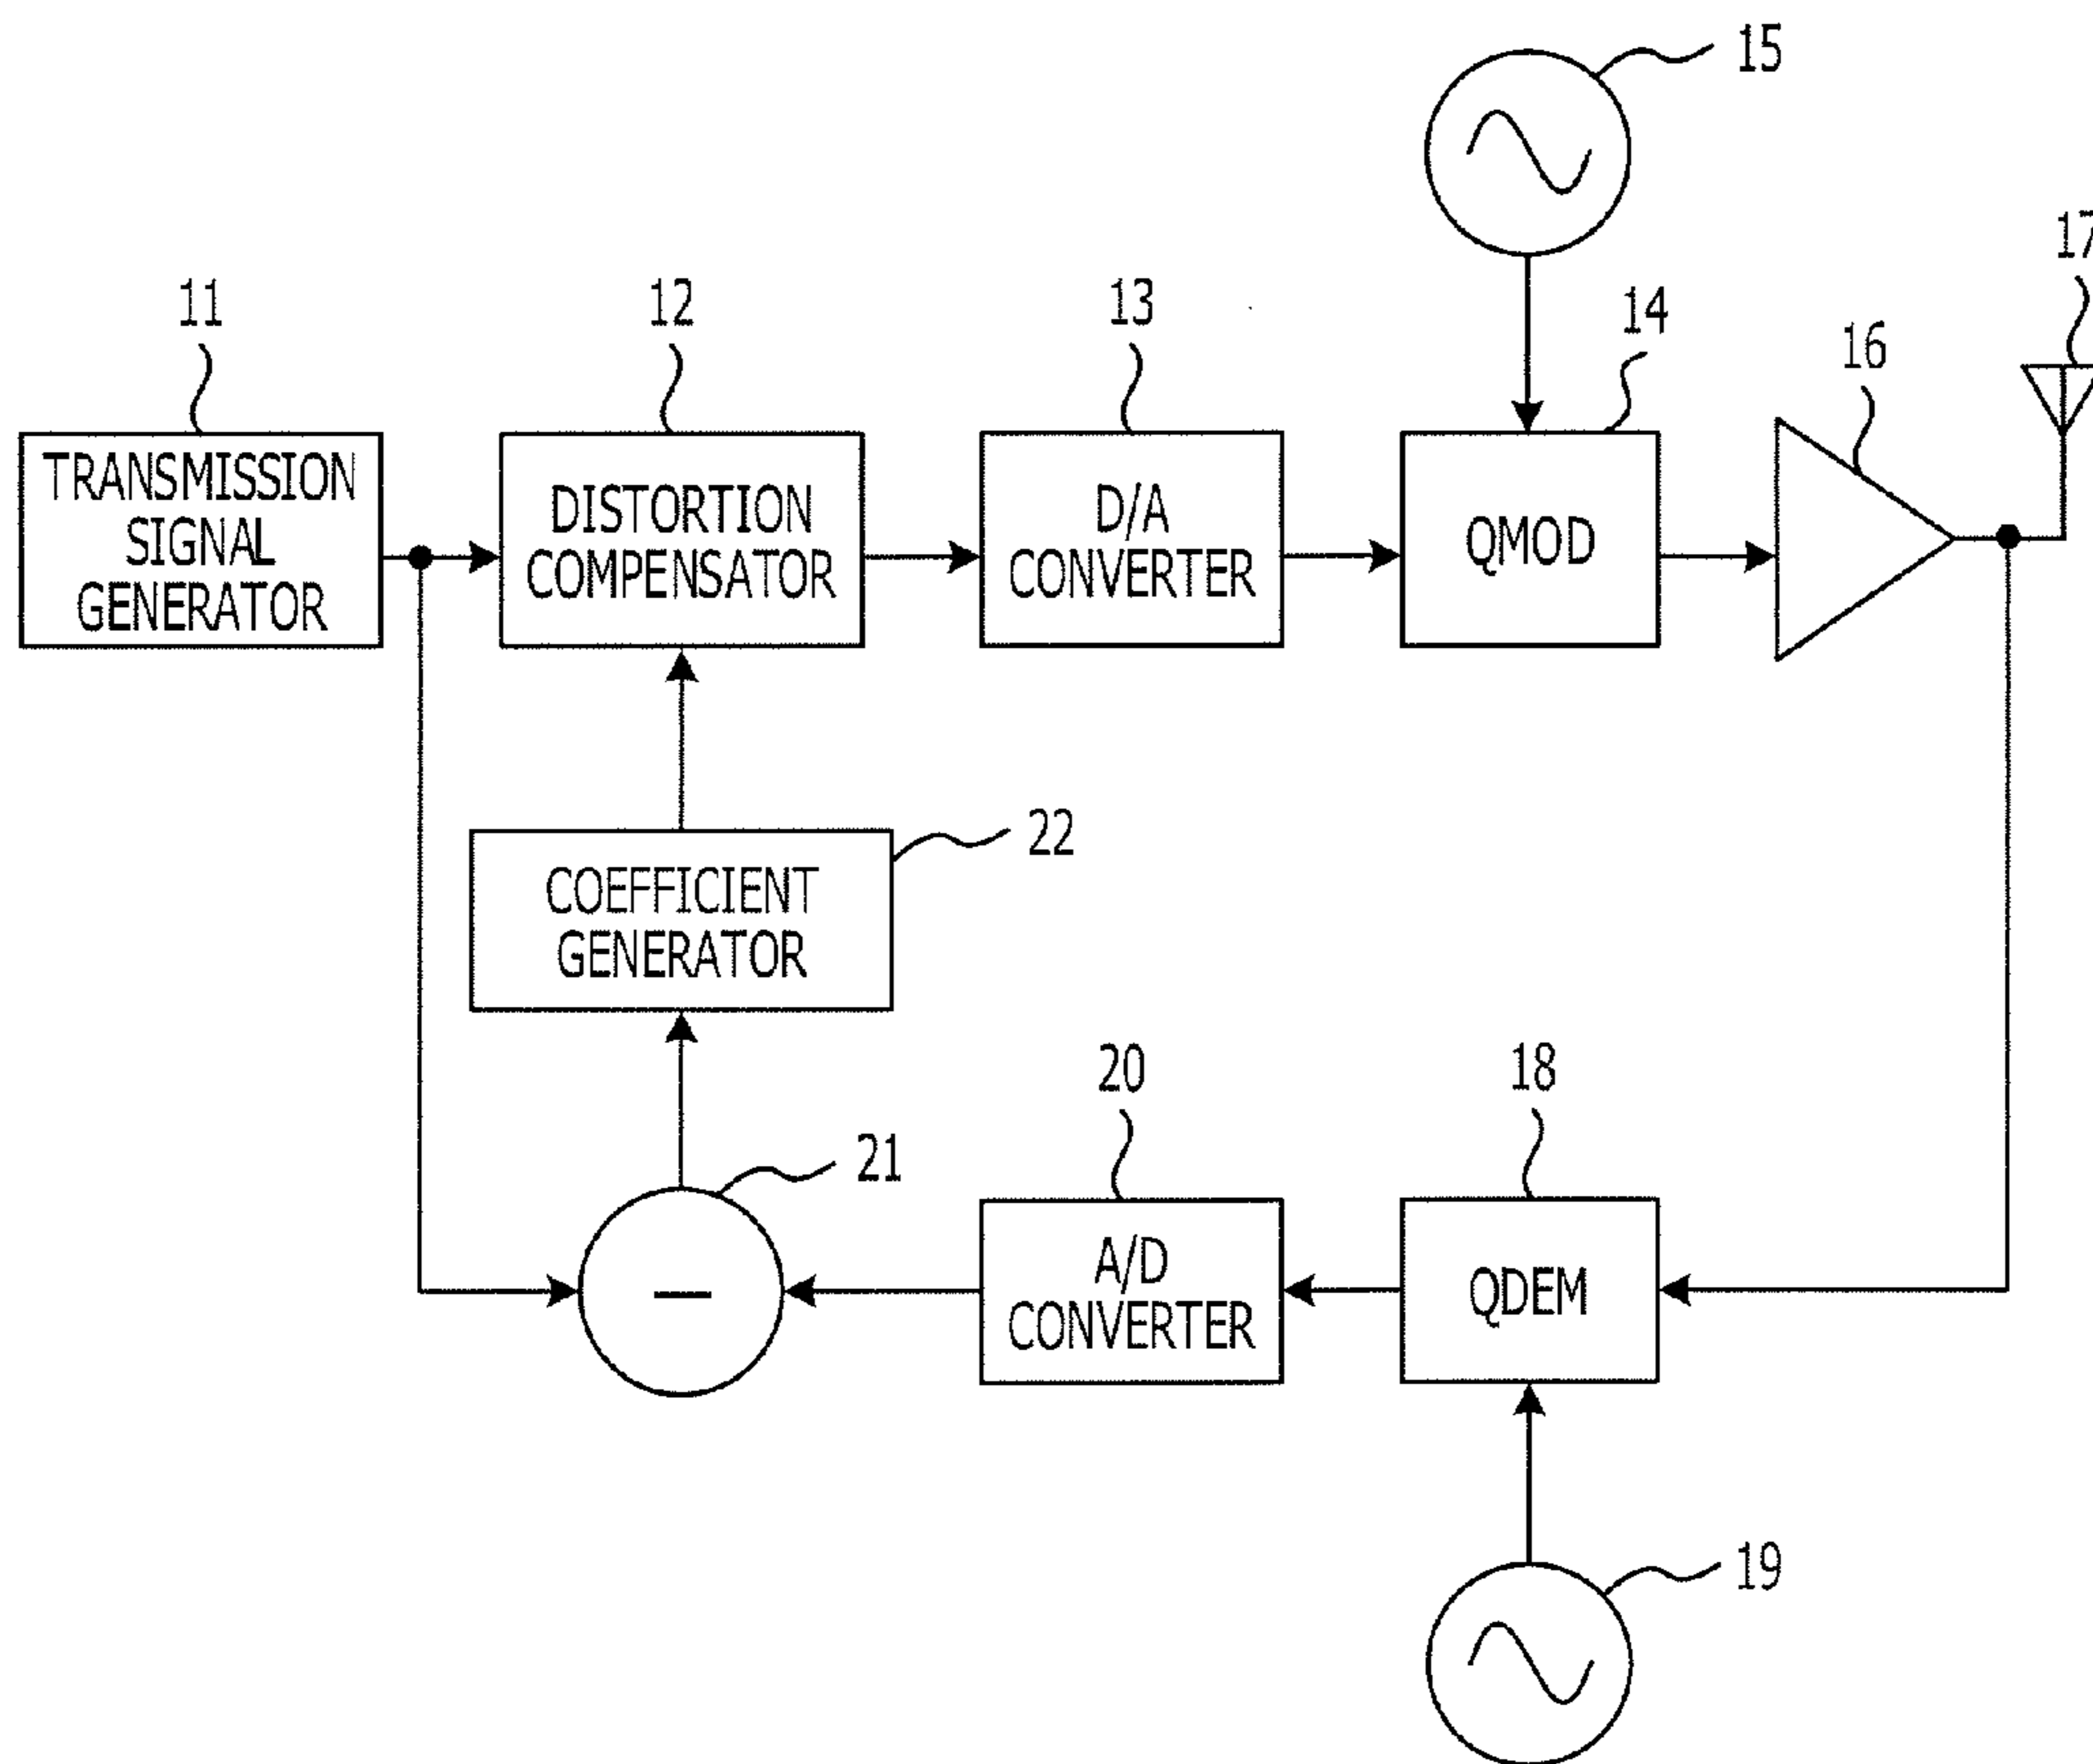 15
17
11
12
13
14
16
TRANSMISSION
SIGNAL
GENERATOR
DISTORTION
COMPENSATOR
D/A
CONVERTER
QMOD
22
COEFFICIENT
GENERATOR
20
18
21
A/D
CONVERTER
QDEM
19